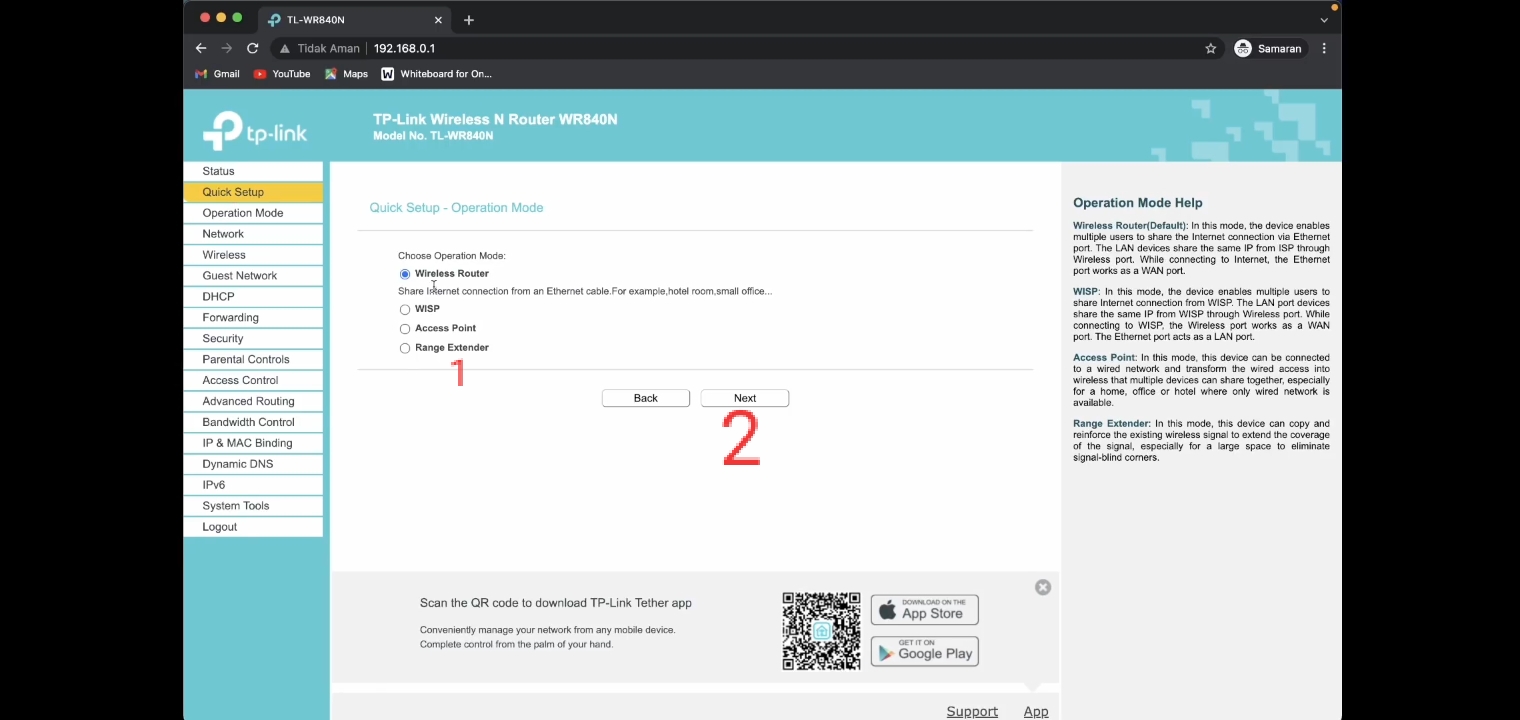 TL-WR840N
Tidak Aman
192.168.0.1
Samaran
Gmail
YouTube
Maps
Whiteboard for On...
tp-link
TP-Link Wireless N Router WR840N
Model No. TL-WR840N
Status
Quick Setup
Operation Mode
Network
Wireless
Guest Network
DHCP
Forwarding
Security
Parental Controls
Access Control
Advanced Routing
Bandwidth Control
IP & MAC Binding
Dynamic DNS
IPv6
System Tools
Logout
Quick Setup - Operation Mode
Choose Operation Mode:
Wireless Router
Share Internet connection from an Ethernet cable.For example,hotel room,small office...
WISP
Access Point
Range Extender
1
Back
Next
2
Operation Mode Help
Wireless Router(Default): In this mode, the device enables
multiple users to share the Internet connection via Ethernet
port. The LAN devices share the same IP from ISP through
Wireless port. While connecting to Internet, the Ethernet
port works as a WAN port.
WISP: In this mode, the device enables multiple users to
share Internet connection from WISP. The LAN port devices
share the same IP from WISP through Wireless port. While
connecting to WISP, the Wireless port works as a WAN
port. The Ethernet port acts as a LAN port.
Access Point: In this mode, this device can be connected
to a wired network and transform the wired access into
wireless that multiple devices can share together, especially
for a home, office or hotel where only wired network is
available.
Range Extender: In this mode, this device can copy and
reinforce the existing wireless signal to extend the coverage
of the signal, especially for a large space to eliminate
signal-blind corners.
Scan the QR code to download TP-Link Tether app
Conveniently manage your network from any mobile device.
Complete control from the palm of your hand.
DOWNLOAD ON THE
App Store
GET IT ON
Google Play
Support
App